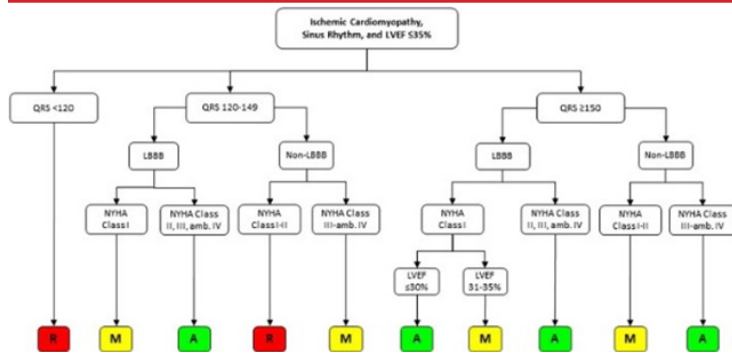 Ischemic Cardiomyopathy,
Sinus Rhythm, and LVEF ≤35%
QRS <120
QRS 120-149
QRS ≥150
LBBB
Non-LBBB
LBBB
Non-LBBB
NYHA
Class I
NYHA Class
II, III, amb. IV
NYHA
Class I-II
NYHA Class
III-amb. IV
NYHA
Class I
NYHA Class
II, III, amb. IV
NYHA
Class I-II
NYHA Class
III-amb. IV
LVEF
≤30%
LVEF
31-35%
R
M
A
R
M
A
M
A
M
A